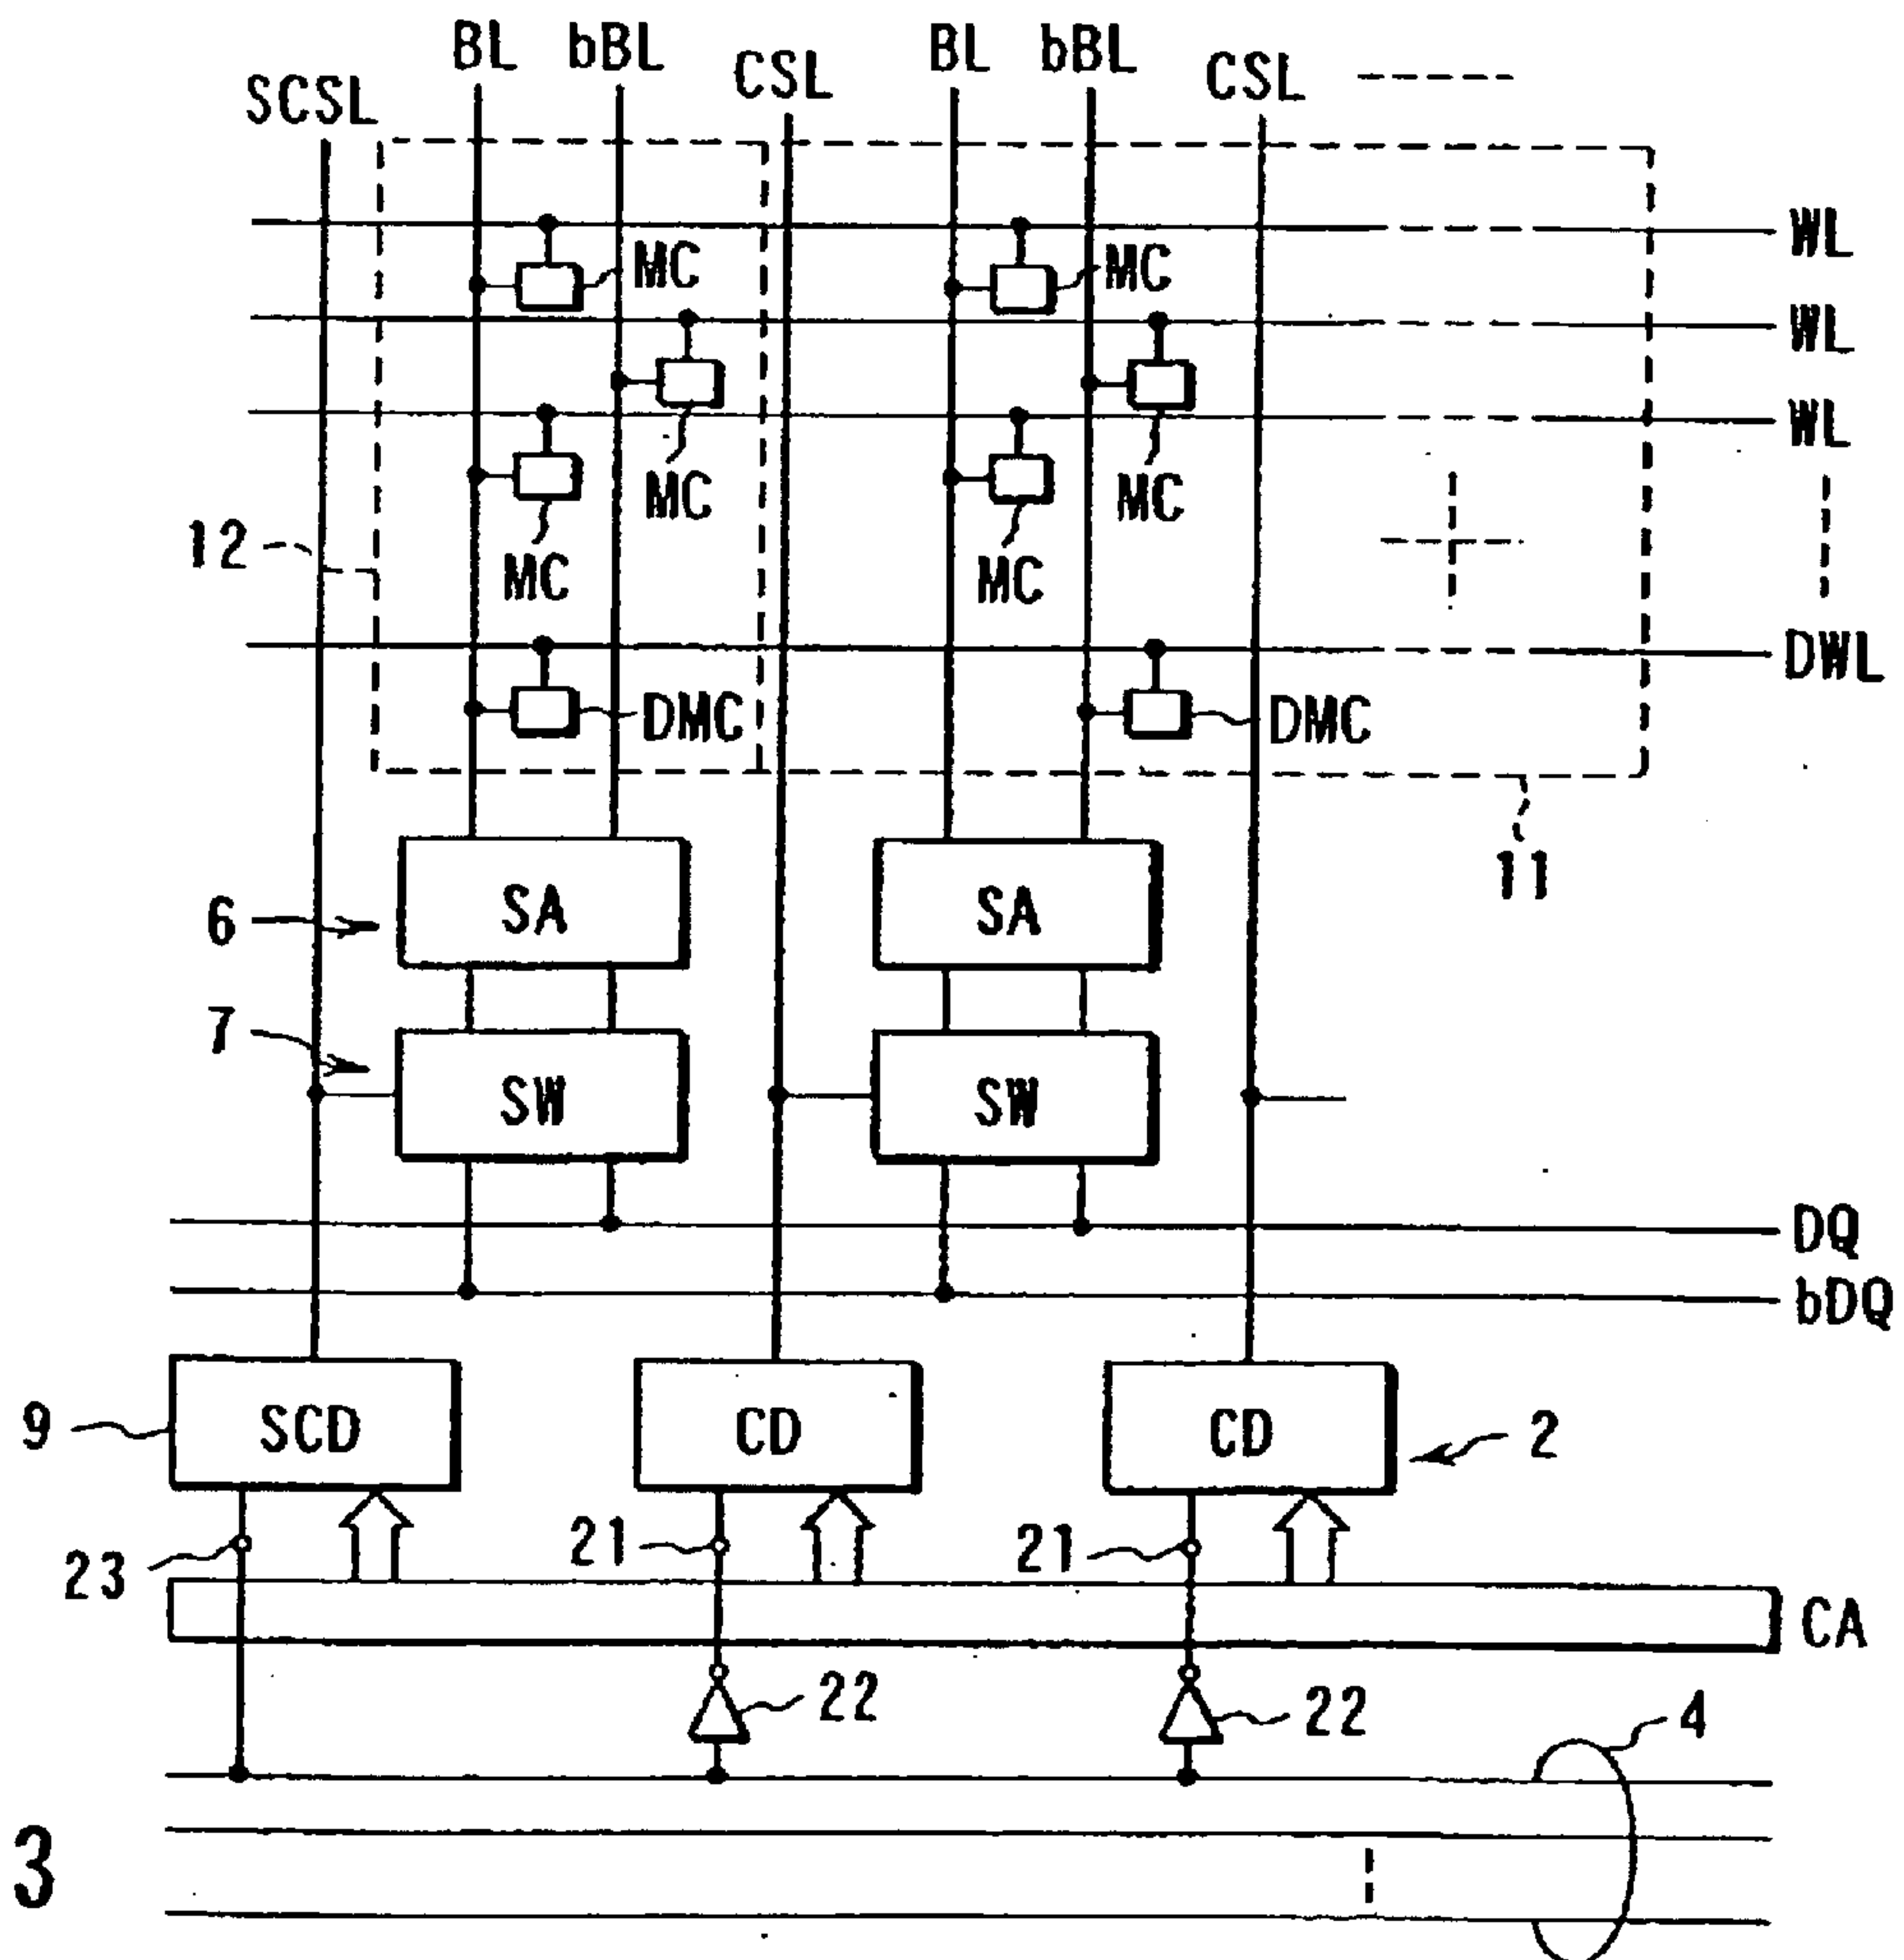 BL bBL BL bBL
SCSL CSL CSL
WL
MC MC
WL
WL
MC MC
12 MC MC
DWL
DMC DMC
11
6 SA SA
7 SW SW
DQ
bDQ
9 SCD CD CD 2
23 21 21
CA
22 22 4
3